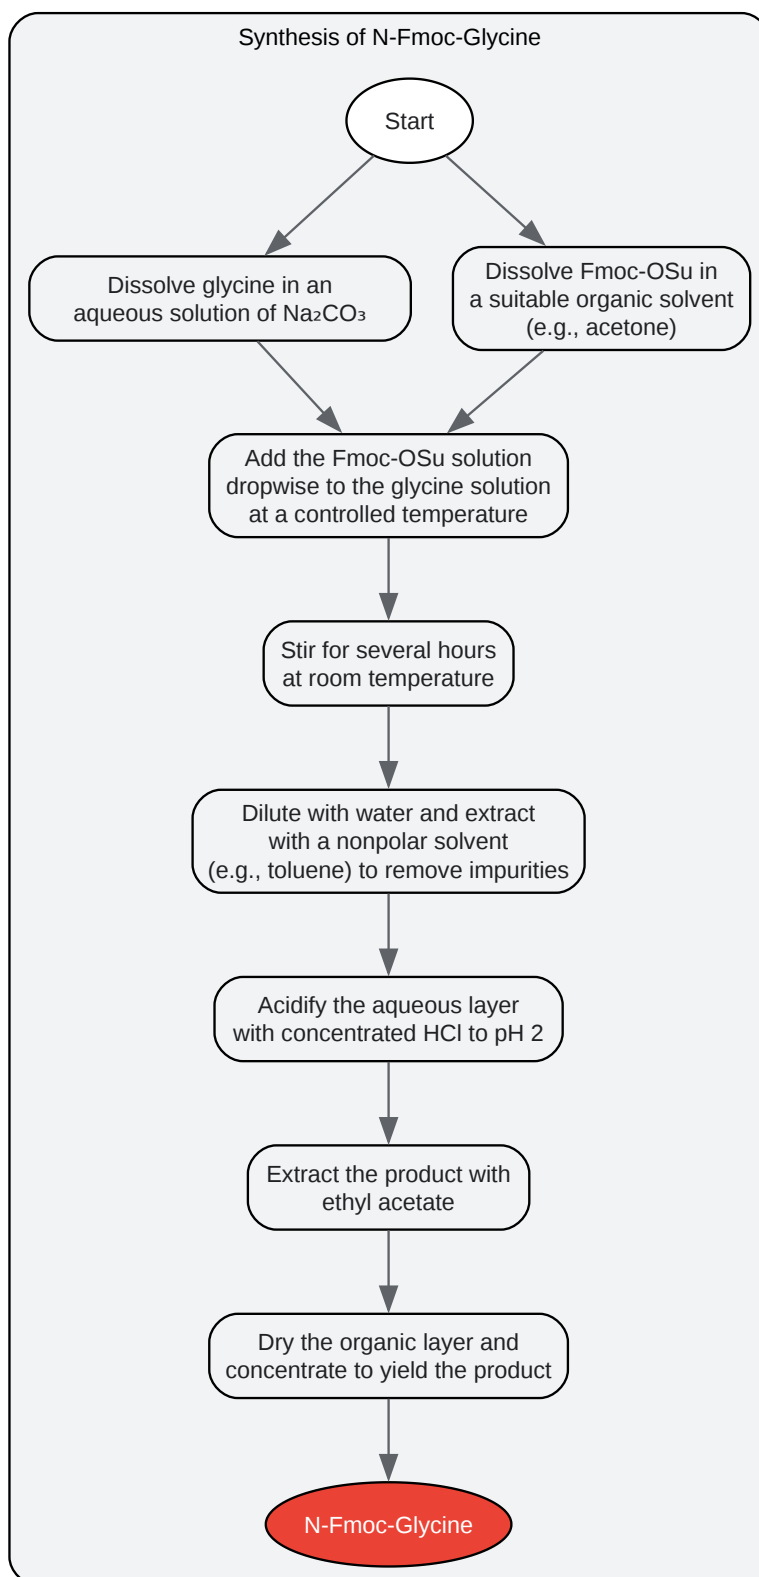 Synthesis of N-Fmoc-Glycine
Start
Dissolve glycine in an
aqueous solution of Na₂CO₃
Dissolve Fmoc-OSu in
a suitable organic solvent
(e.g., acetone)
Add the Fmoc-OSu solution
dropwise to the glycine solution
at a controlled temperature
Stir for several hours
at room temperature
Dilute with water and extract
with a nonpolar solvent
(e.g., toluene) to remove impurities
Acidify the aqueous layer
with concentrated HCl to pH 2
Extract the product with
ethyl acetate
Dry the organic layer and
concentrate to yield the product
N-Fmoc-Glycine